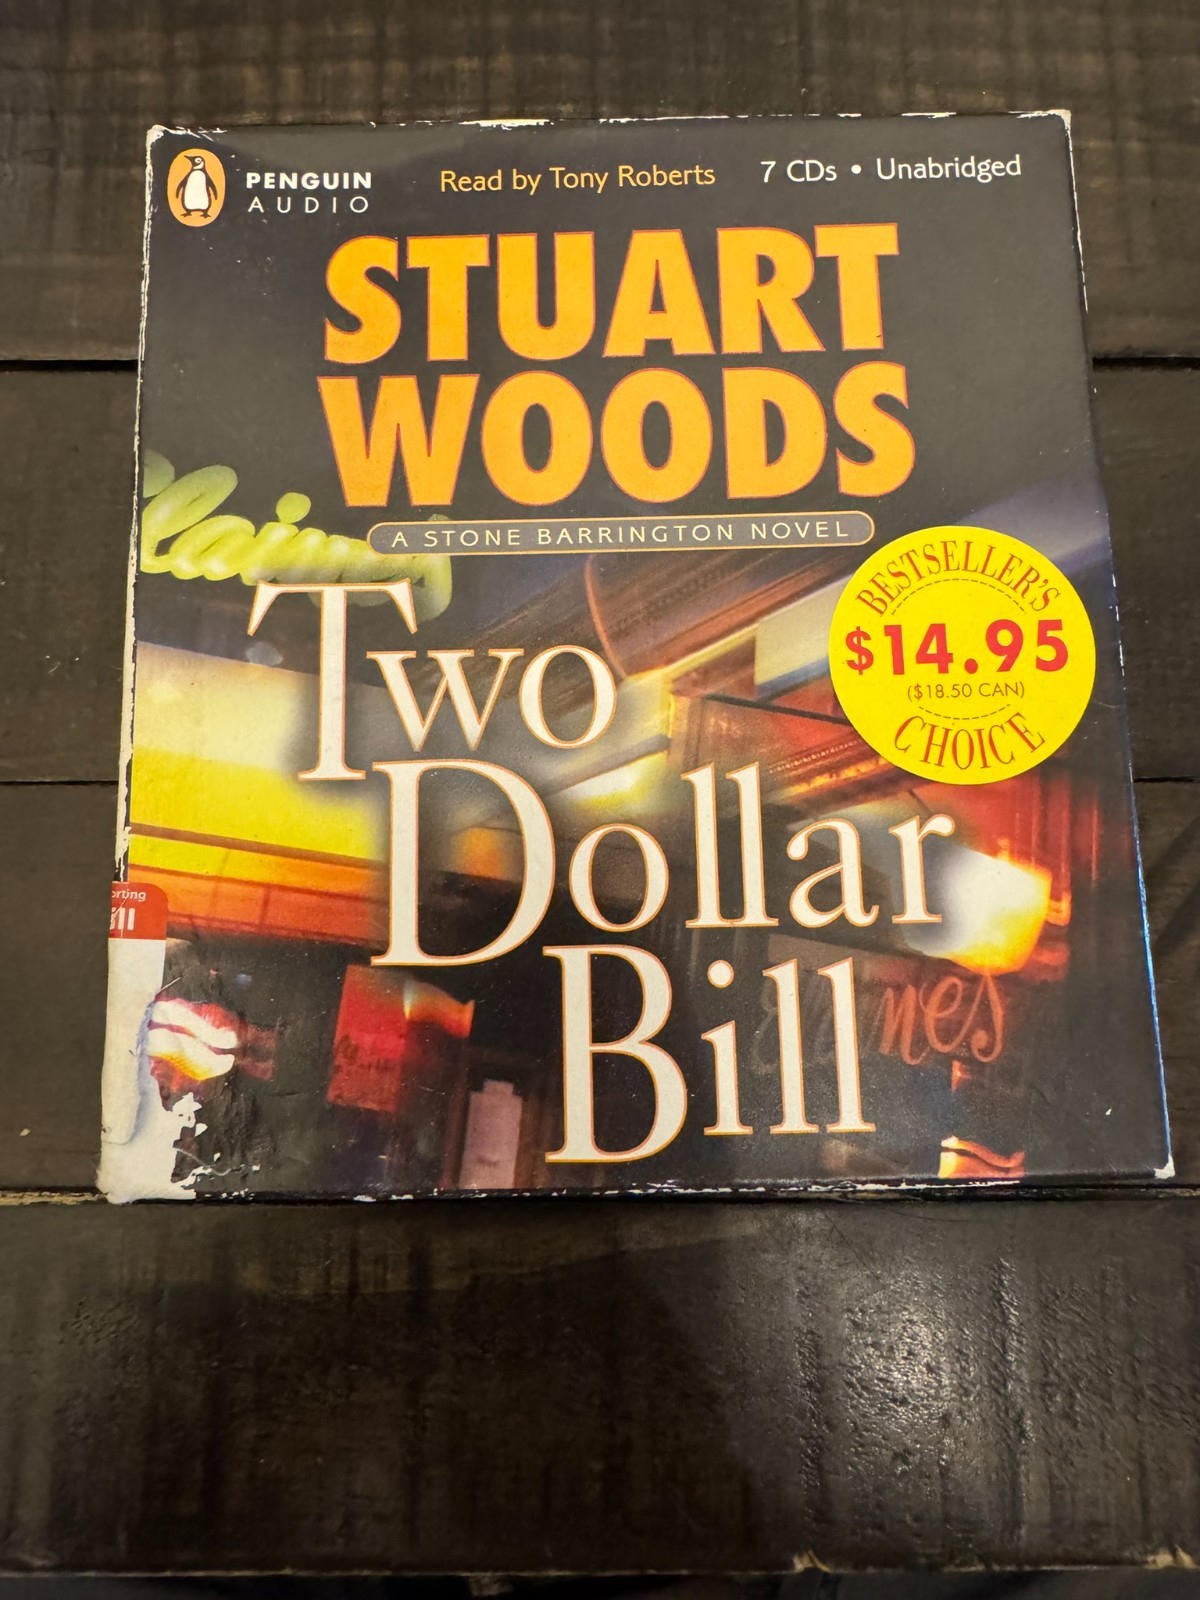 PENGUIN
AUDIO
Read by Tony Roberts
7 CDs • Unabridged
STUART
WOODS
A STONE BARRINGTON NOVEL
Two
Dollar
Bill
BESTSELLER'S
$14.95
($18.50 CAN)
CHOICE